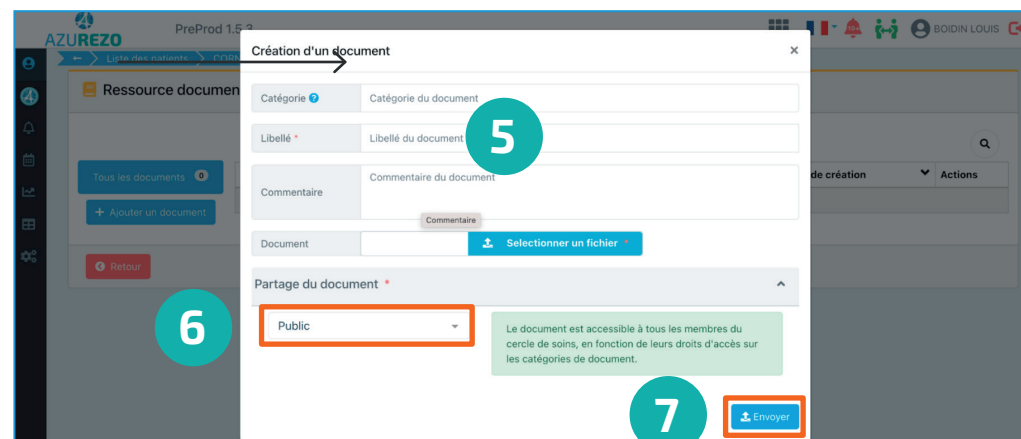 AZUREZO
PreProd 1.5.3
BOIDIN LOUIS
Liste des patients
Création d'un document
×
Ressource documen
Catégorie
Catégorie du document
Libellé *
Libellé du document
5
Tous les documents 0
de création
Actions
Commentaire
Commentaire du document
+ Ajouter un document
Commentaire
Document
Selectionner un fichier *
Retour
Partage du document *
6
Public
Le document est accessible à tous les membres du
cercle de soins, en fonction de leurs droits d'accès sur
les catégories de document.
7
Envoyer